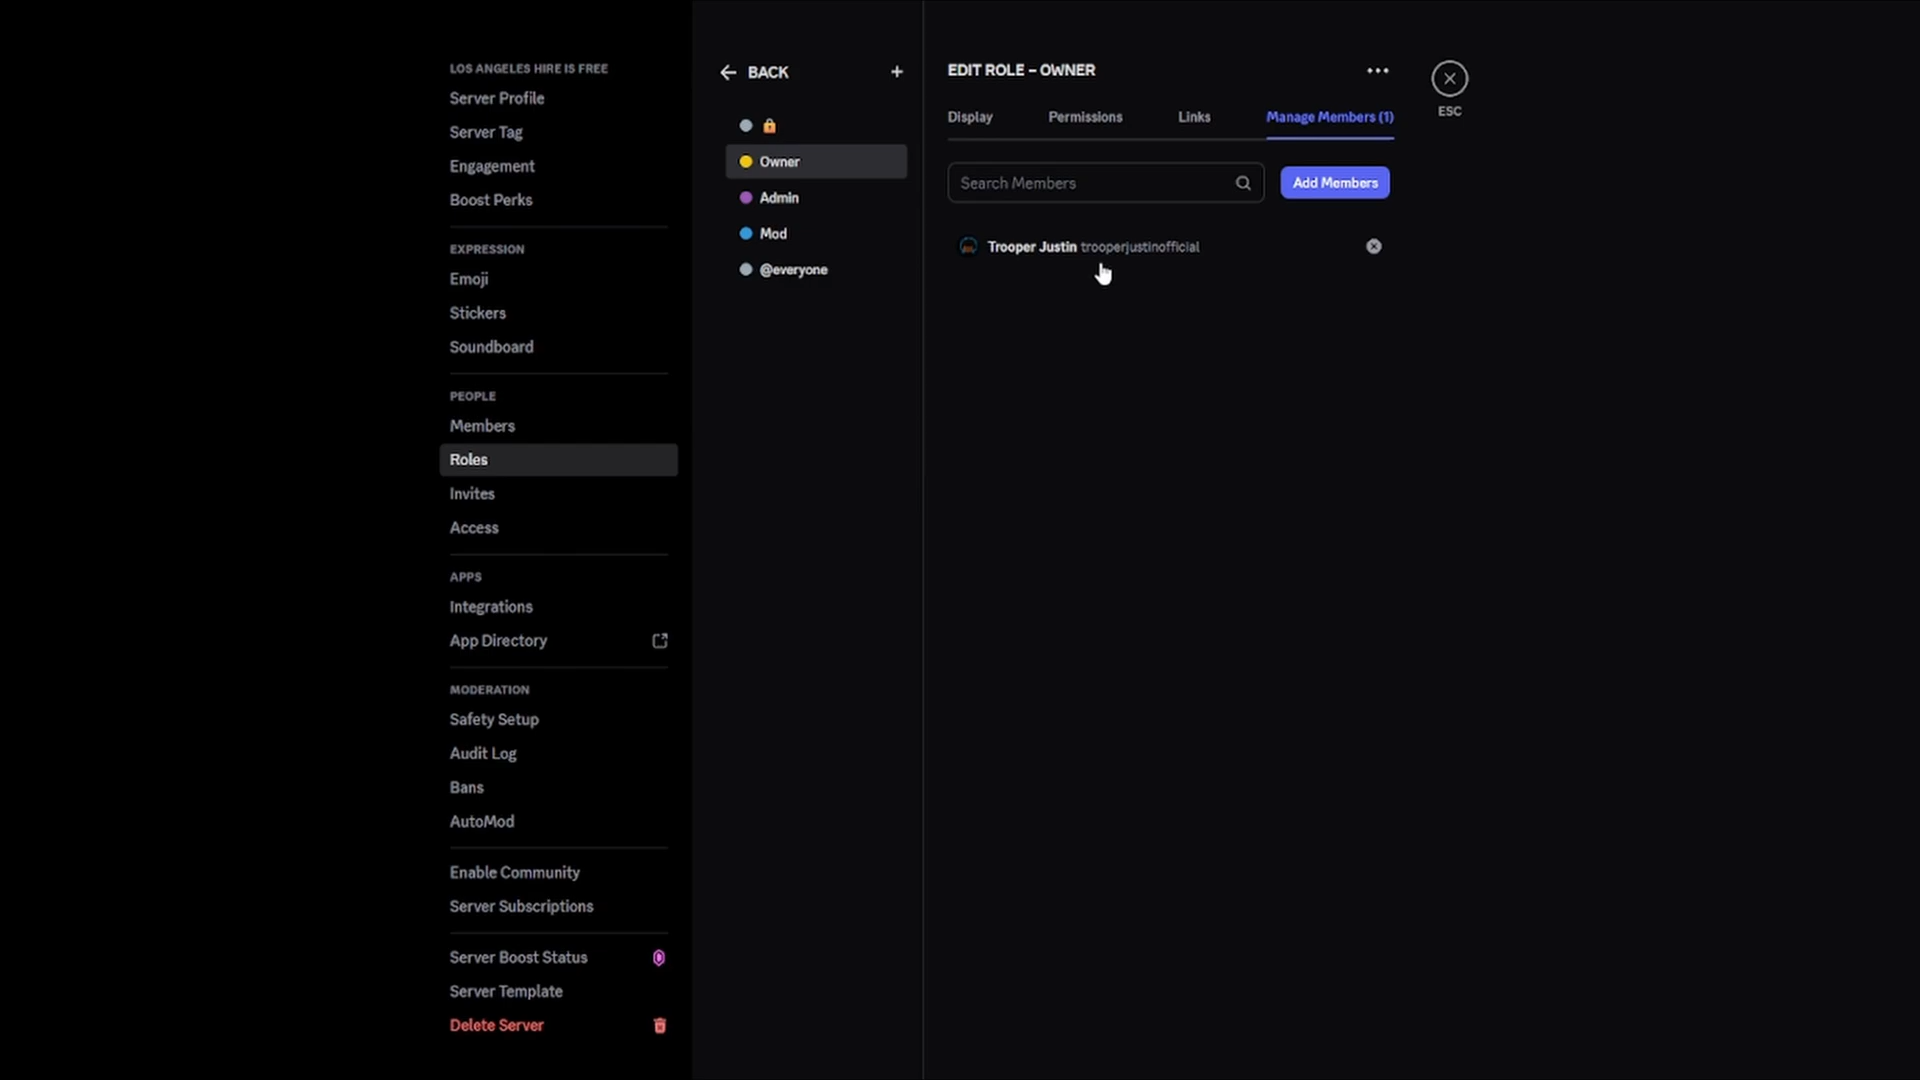 LOS ANGELES HIRE IS FREE
Server Profile
Server Tag
Engagement
Boost Perks
EXPRESSION
Emoji
Stickers
Soundboard
PEOPLE
Members
Roles
Invites
Access
APPS
Integrations
App Directory
MODERATION
Safety Setup
Audit Log
Bans
AutoMod
Enable Community
Server Subscriptions
Server Boost Status
Server Template
Delete Server
BACK
Owner
Admin
Mod
@everyone
EDIT ROLE – OWNER
Display Permissions Links Manage Members (1)
Search Members Add Members
Trooper Justin trooperjustinofficial
ESC